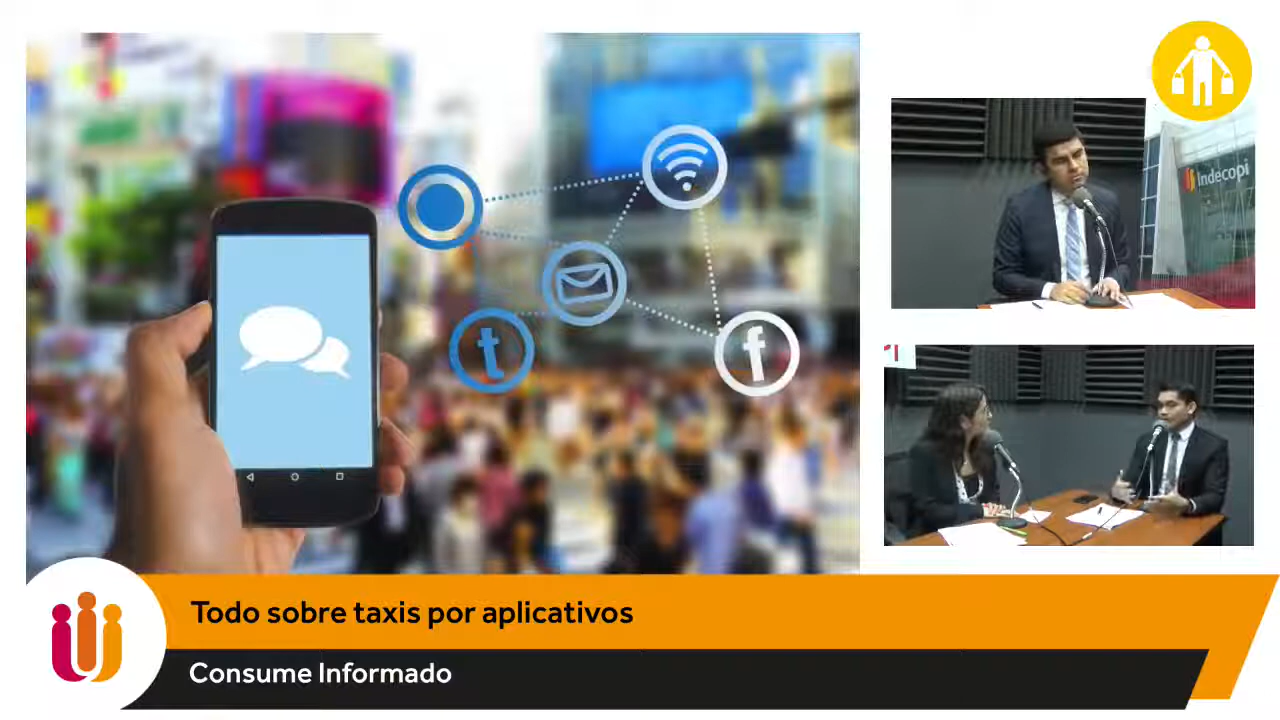 Indecopi
t
f
Todo sobre taxis por aplicativos
Consume Informado